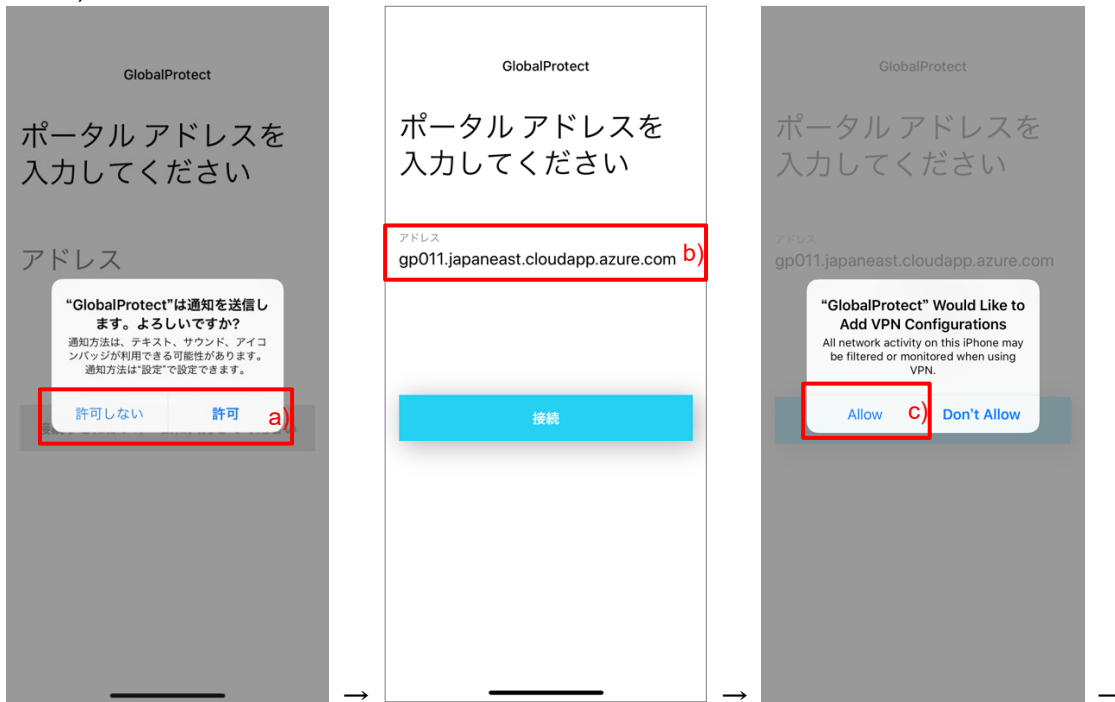 GlobalProtect
ポータル アドレスを
入力してください
アドレス
“GlobalProtect”は通知を送信し
ます。よろしいですか?
通知方法は、テキスト、サウンド、アイコ
ンバッジが利用できる可能性があります。
通知方法は“設定”で設定できます。
許可しない 許可 a)
→
GlobalProtect
ポータル アドレスを
入力してください
アドレス
gp011.japaneast.cloudapp.azure.com b)
接続
→
GlobalProtect
ポータル アドレスを
入力してください
アドレス
gp011.japaneast.cloudapp.azure.com
“GlobalProtect” Would Like to
Add VPN Configurations
All network activity on this iPhone may
be filtered or monitored when using
VPN.
Allow c) Don’t Allow